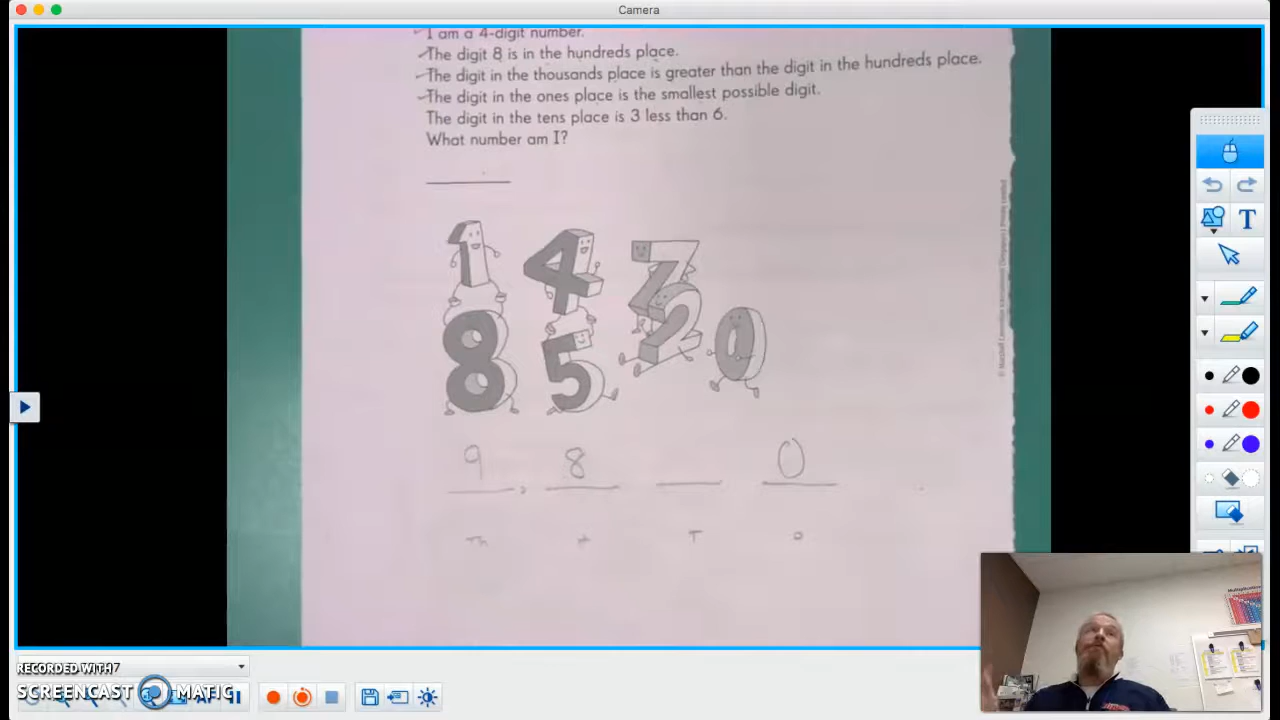 Camera
I am a 4-digit number.
The digit 8 is in the hundreds place.
The digit in the thousands place is greater than the digit in the hundreds place.
The digit in the ones place is the smallest possible digit.
The digit in the tens place is 3 less than 6.
What number am I?
1 4 7
8 5 2 0
9, 8 0
Th H T O
T
RECORDED WITH
SCREENCAST MATIC